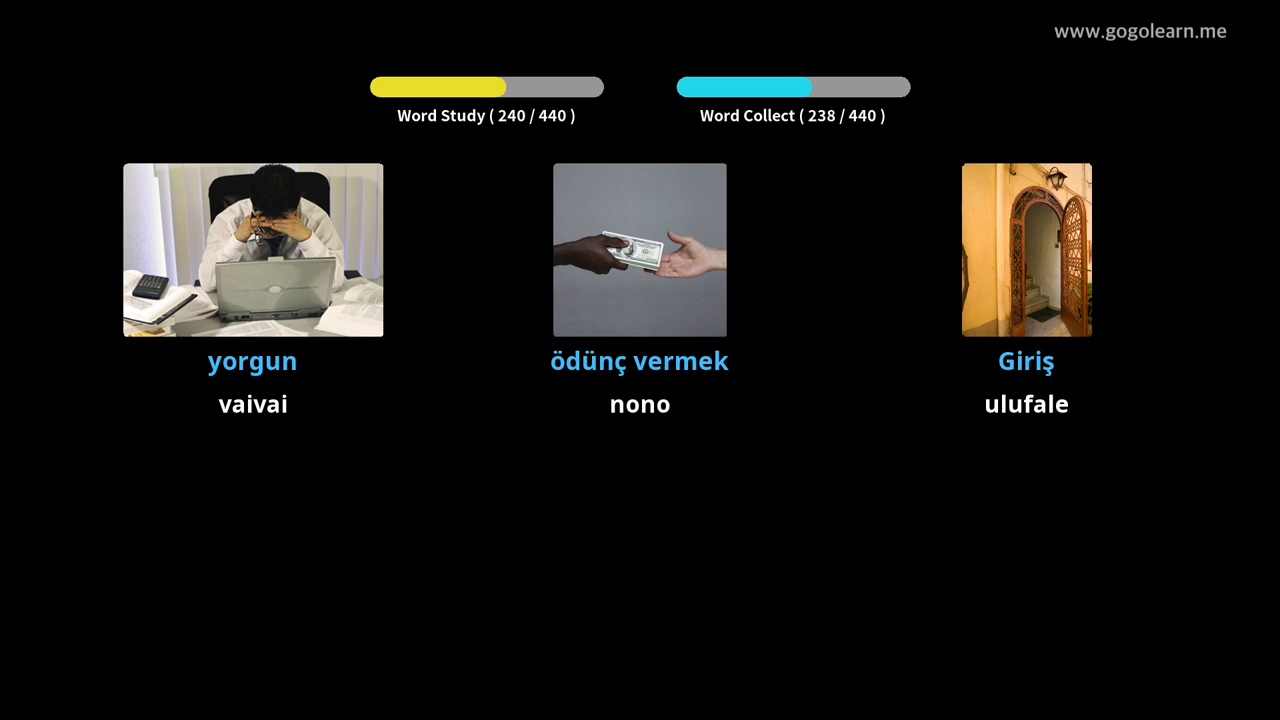 www.gogolearn.me
Word Study ( 240 / 440 )
Word Collect ( 238 / 440 )
yorgun
ödünç vermek
Giriş
vaivai
nono
ulufale